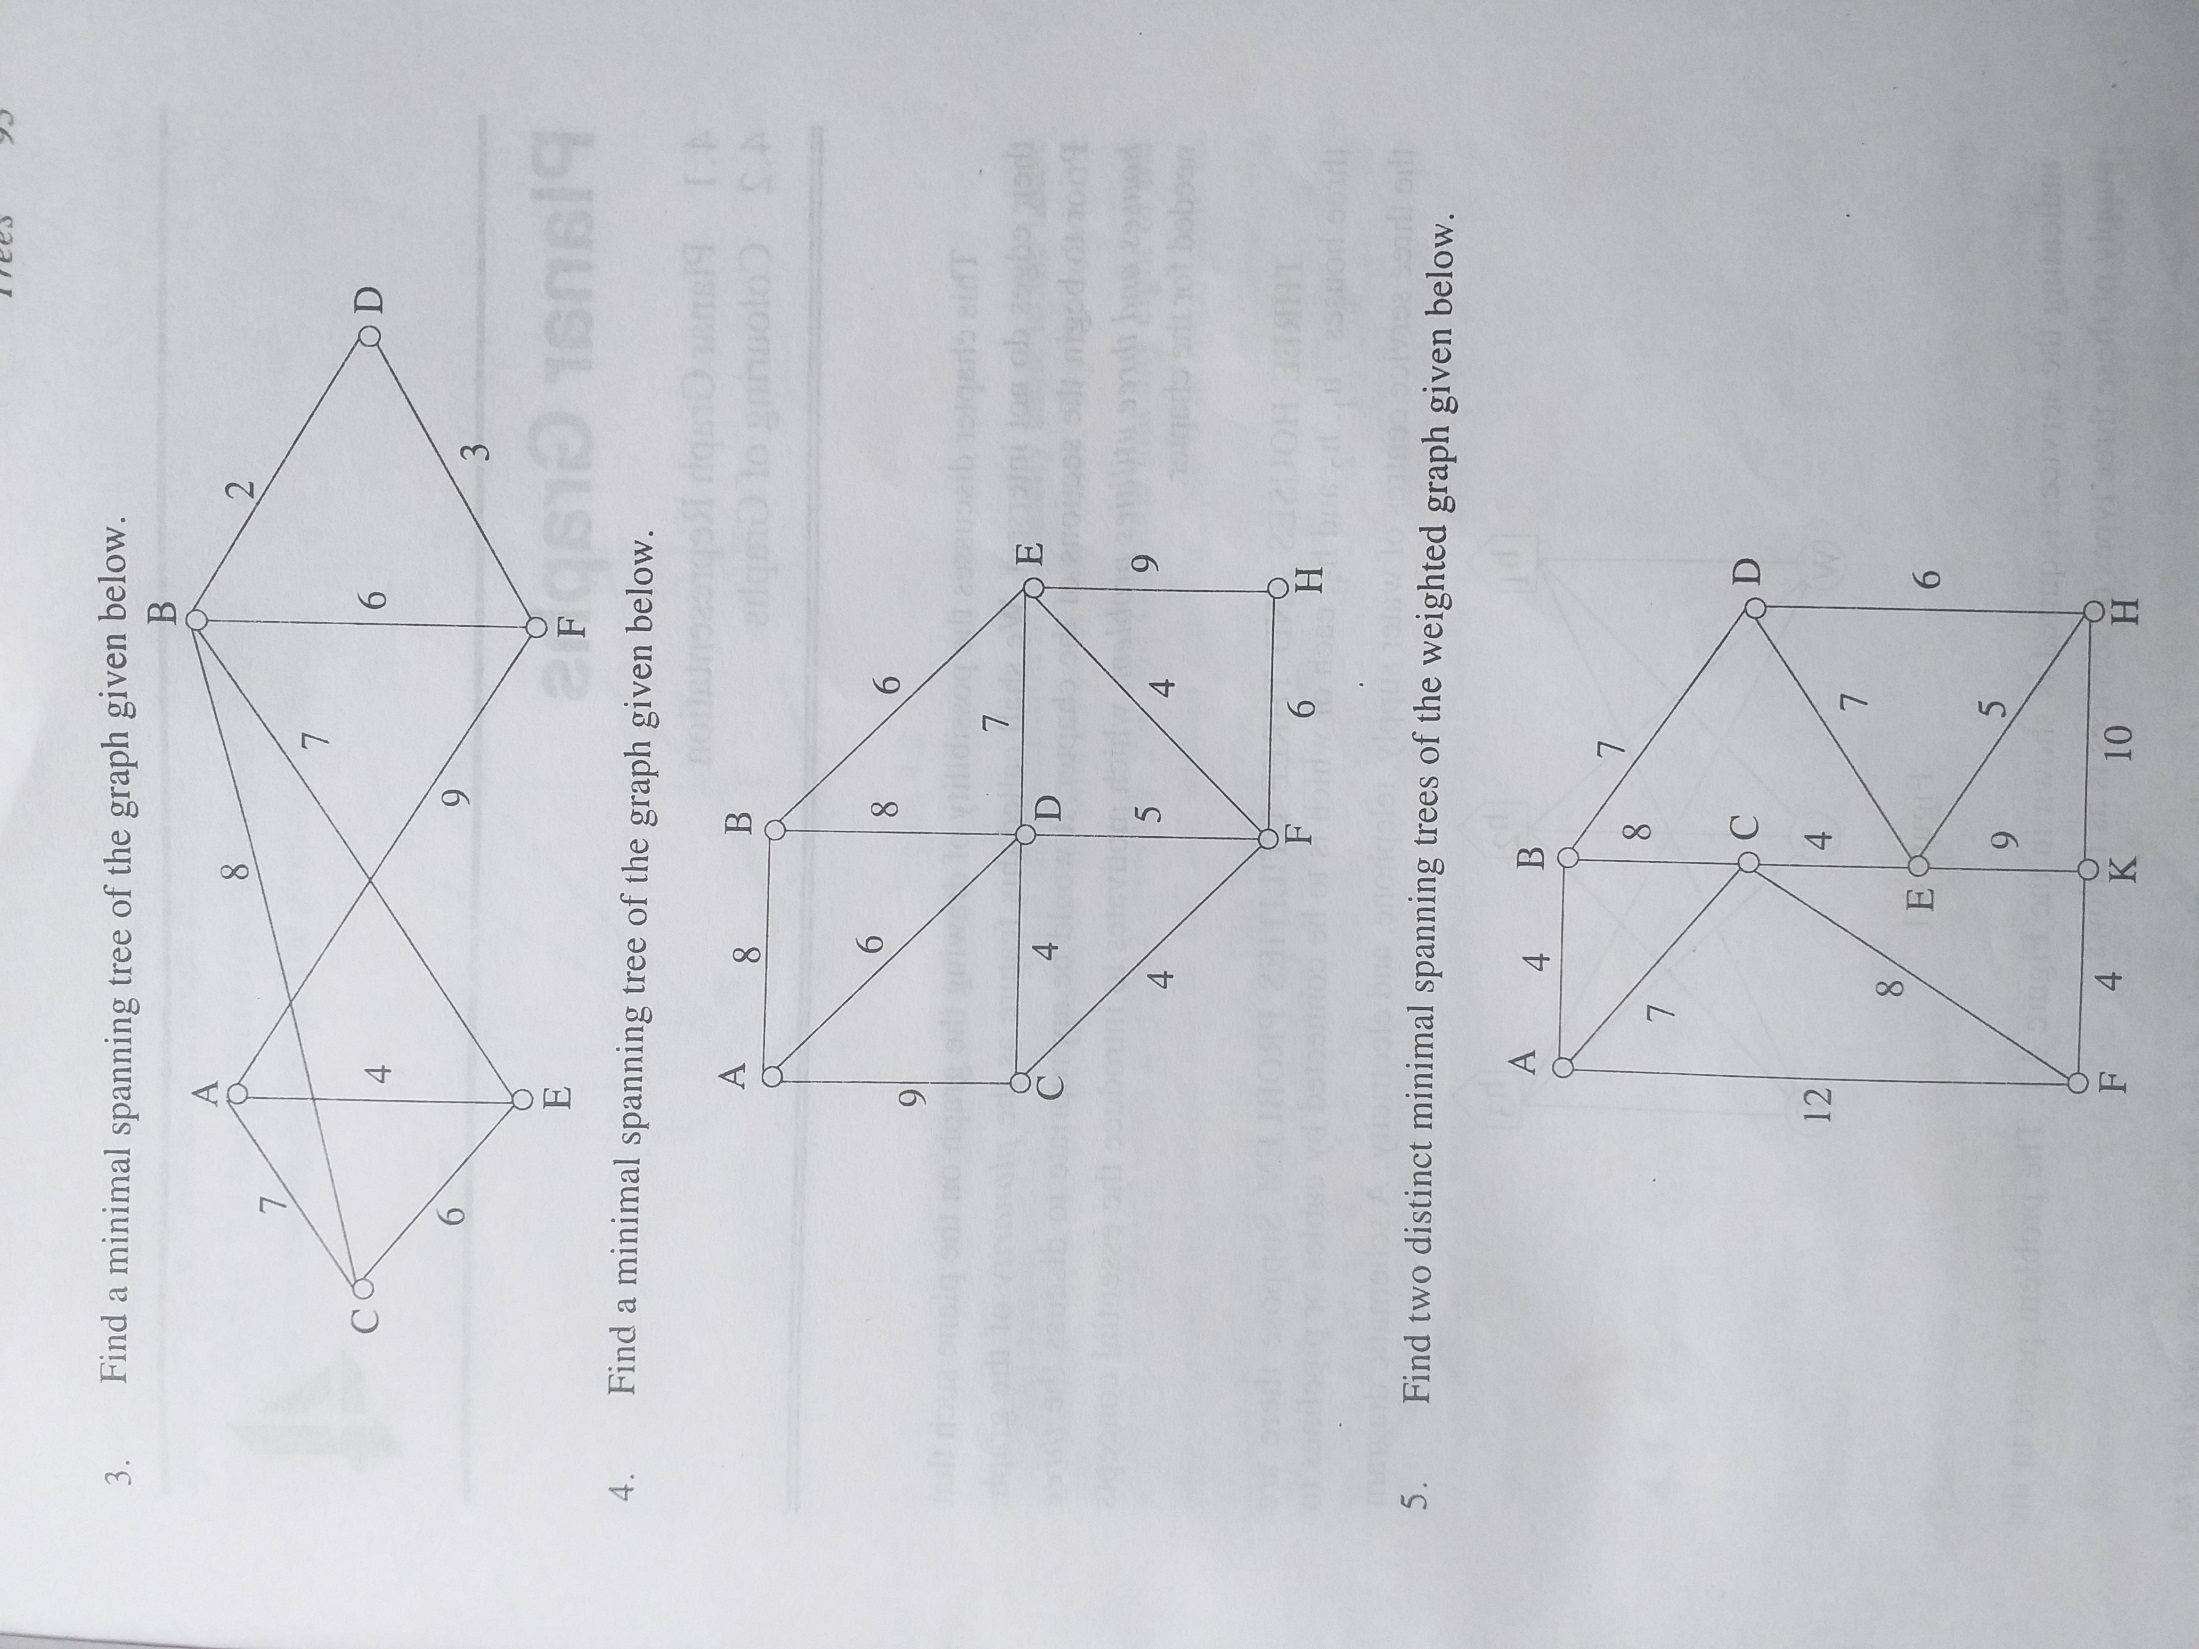 Trees
3. Find a minimal spanning tree of the graph given below.
B
A
7 8 2
7
C 4 6 D
6 9 3
E F
4. Find a minimal spanning tree of the graph given below.
A 8 B
6 8 6
9
7 E
C 4 D
4 5 4 9
F 6 H
5. Find two distinct minimal spanning trees of the weighted graph given below.
A 4 B
7 8 7
C D
12 4 7
8 E 6
9 5
F 4 K 10 H